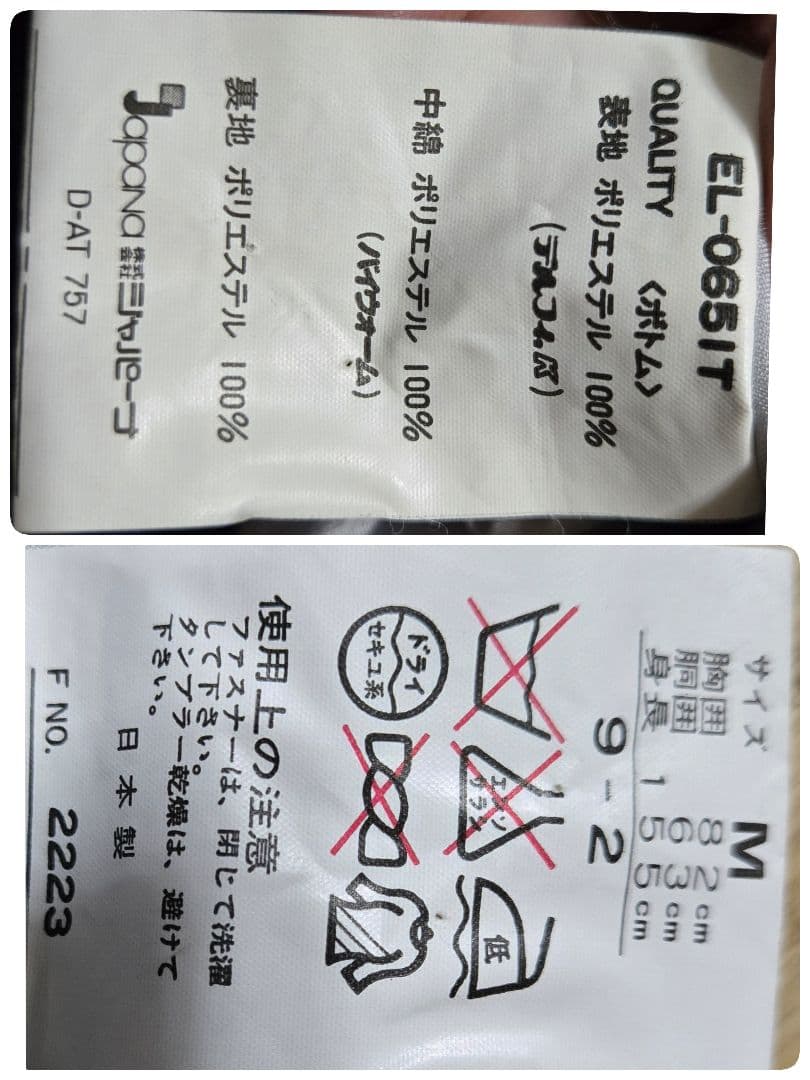 EL-0651T
QUALITY 〈ボトム〉
表地 ポリエステル 100%
中綿 ポリエステル 100%
(バイウォーム)
裏地 ポリエステル 100%
Japana 株式会社 ジャパーナ
D-AT 757
サイズ M
胸囲 82cm
胴囲 63cm
身長 155cm
9-2
エンソサラシ
低
ドライ
セキユ系
使用上の注意
ファスナーは、閉じて洗濯
して下さい。
タンブラー乾燥は、避けて
下さい。
日本製
F NO. 2223